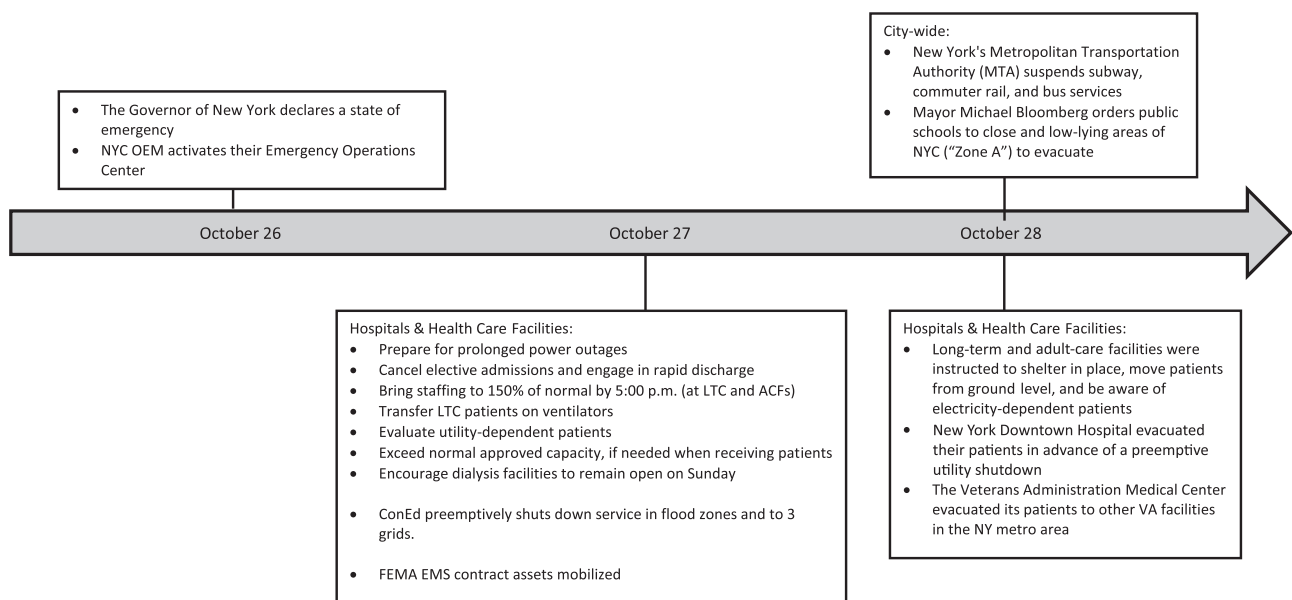 City-wide:
• New York's Metropolitan Transportation
Authority (MTA) suspends subway,
commuter rail, and bus services
• Mayor Michael Bloomberg orders public
schools to close and low-lying areas of
NYC (“Zone A”) to evacuate
• The Governor of New York declares a state of
emergency
• NYC OEM activates their Emergency Operations
Center
October 26
October 27
October 28
Hospitals & Health Care Facilities:
• Prepare for prolonged power outages
• Cancel elective admissions and engage in rapid discharge
• Bring staffing to 150% of normal by 5:00 p.m. (at LTC and ACFs)
• Transfer LTC patients on ventilators
• Evaluate utility-dependent patients
• Exceed normal approved capacity, if needed when receiving patients
• Encourage dialysis facilities to remain open on Sunday
• ConEd preemptively shuts down service in flood zones and to 3
grids.
• FEMA EMS contract assets mobilized
Hospitals & Health Care Facilities:
• Long-term and adult-care facilities were
instructed to shelter in place, move patients
from ground level, and be aware of
electricity-dependent patients
• New York Downtown Hospital evacuated
their patients in advance of a preemptive
utility shutdown
• The Veterans Administration Medical Center
evacuated its patients to other VA facilities
in the NY metro area